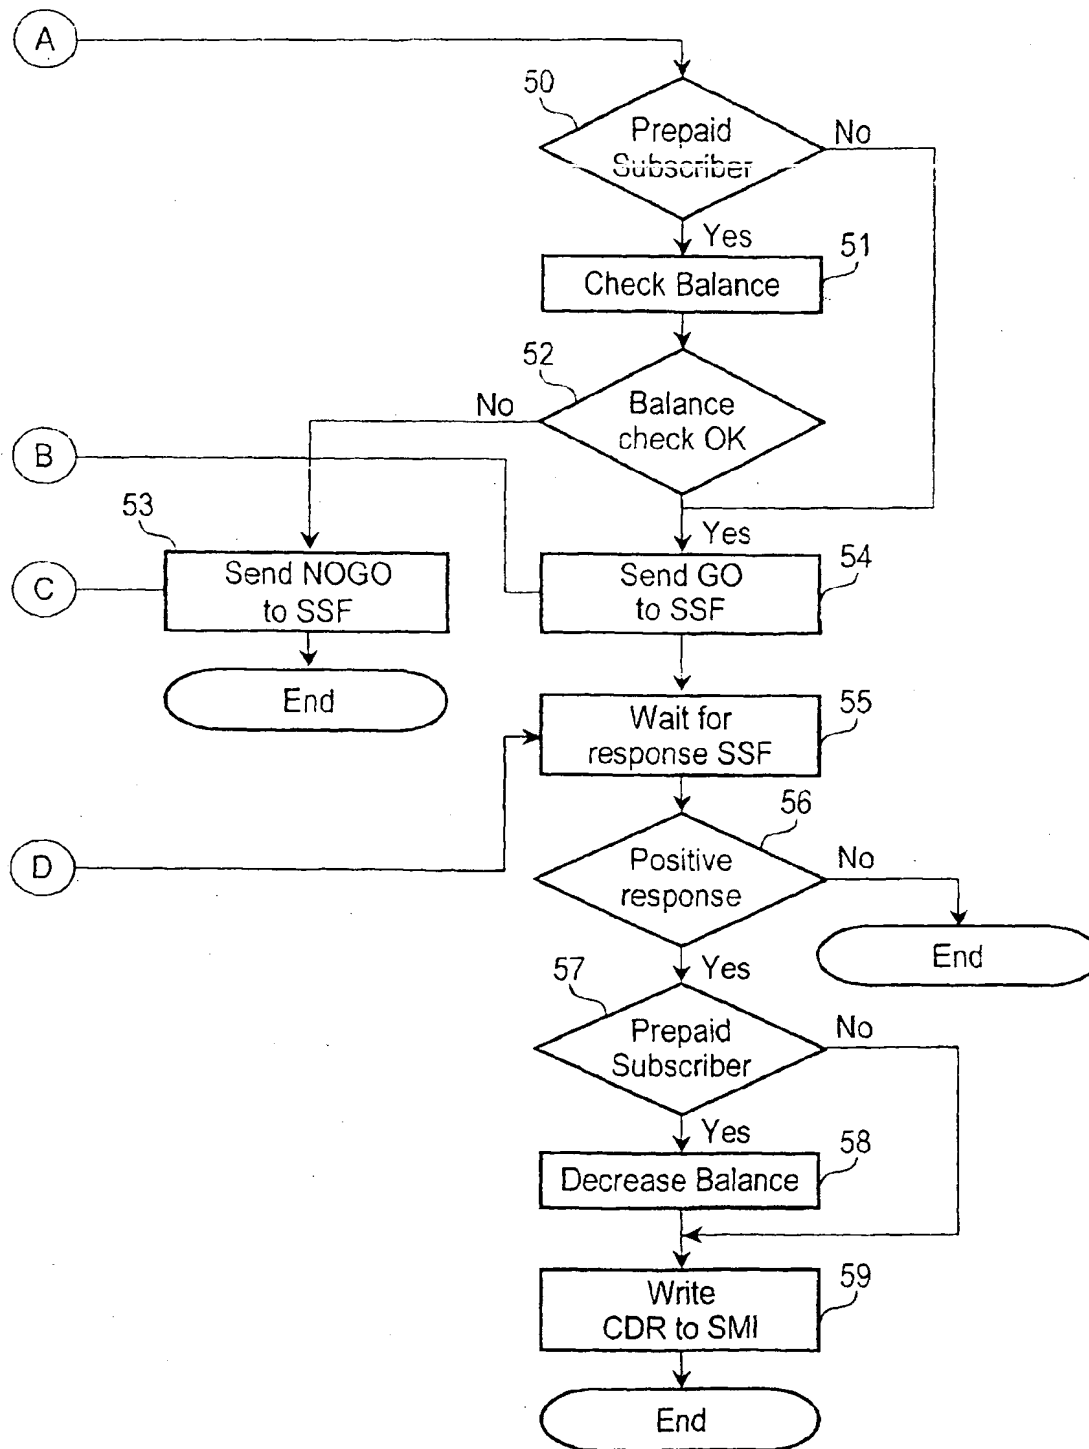 A
50
Prepaid
Subscriber
No
Yes
51
Check Balance
52
Balance
check OK
No
B
Yes
53
Send NOGO
to SSF
C
54
Send GO
to SSF
End
55
Wait for
response SSF
D
56
Positive
response
No
End
Yes
57
Prepaid
Subscriber
No
Yes
58
Decrease Balance
59
Write
CDR to SMI
End